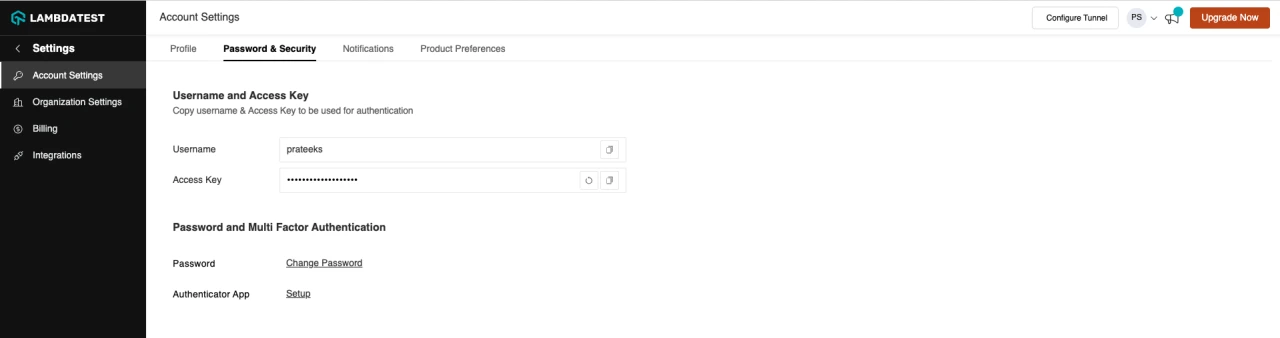 LAMBDATEST
Account Settings
Configure Tunnel
PS
Upgrade Now
Settings
Profile
Password & Security
Notifications
Product Preferences
Account Settings
Organization Settings
Billing
Integrations
Username and Access Key
Copy username & Access Key to be used for authentication
Username
prateeks
Access Key
•••••••••••••••••••
Password and Multi Factor Authentication
Password
Change Password
Authenticator App
Setup